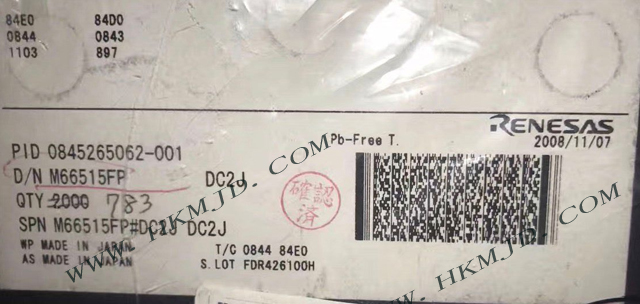 84E0 84D0
0844 0843
1103 897
Pb-Free T.
RENESAS
2008/11/07
PID 0845265062-001
D/N M66515FP DC2J
QTY 2000 783
確認
済
SPN M66515FP#DC2J DC2J
WP MADE IN JAPAN
AS MADE IN JAPAN
T/C 0844 84E0
S.LOT FDR426100H
WWW.HKMJD.COM
WWW.HKMJD.COM